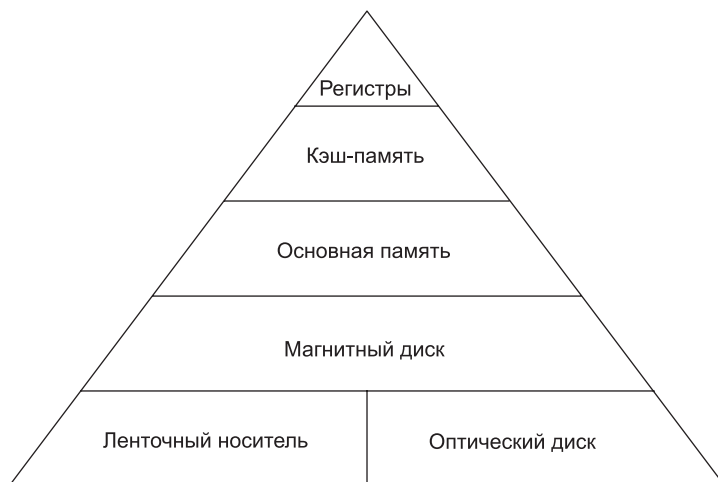 Регистры
Кэш-память
Основная память
Магнитный диск
Ленточный носитель
Оптический диск